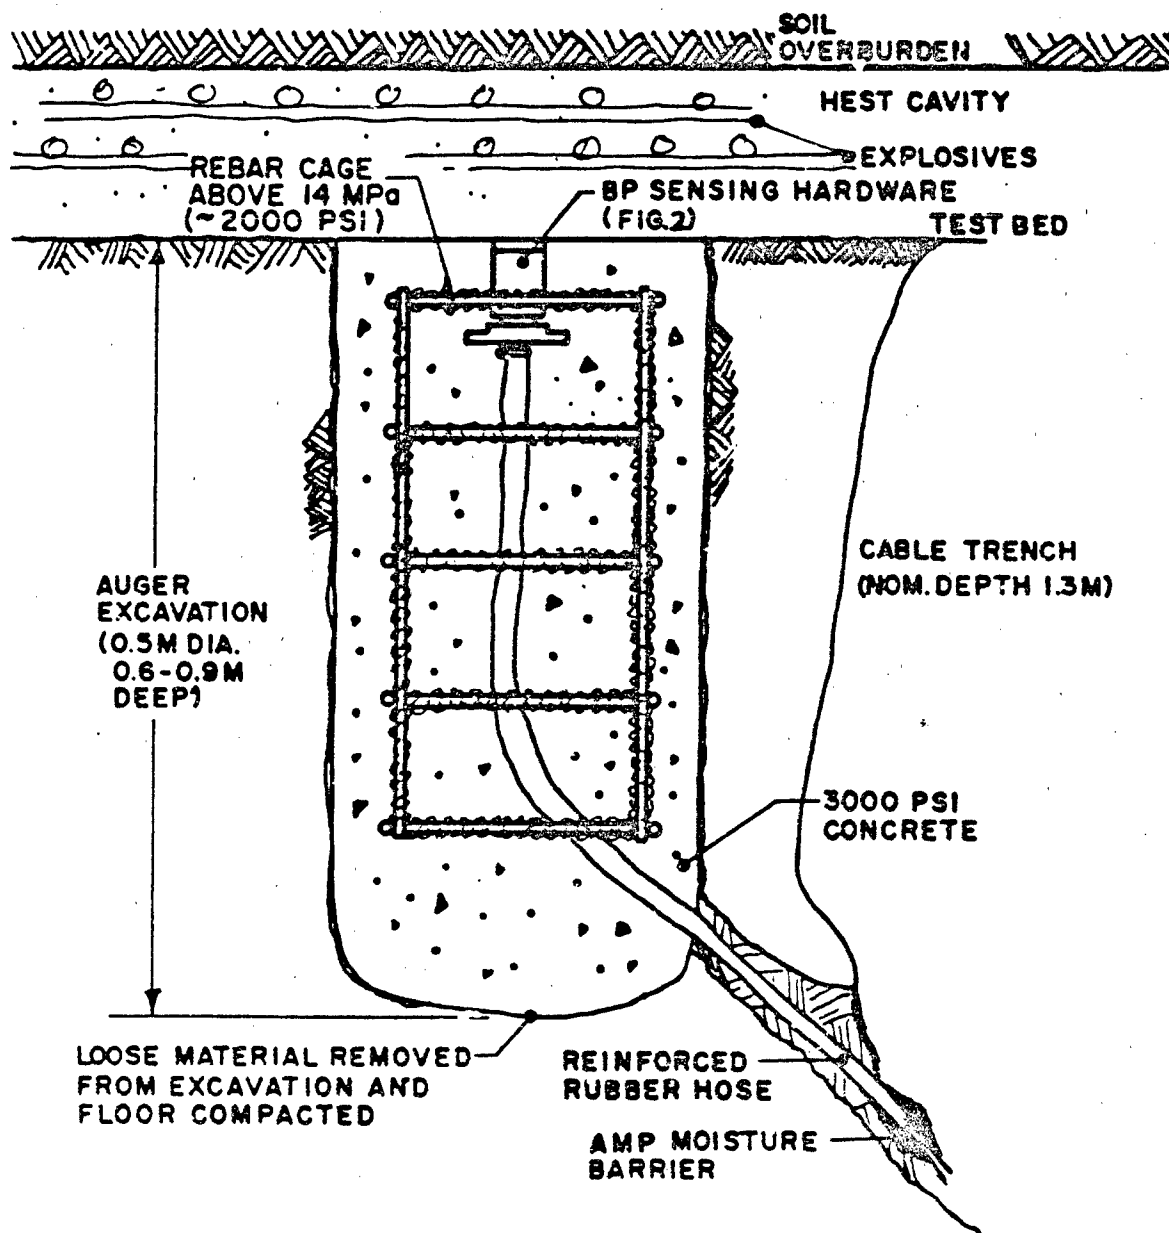 SOIL
OVERBURDEN
HEST CAVITY
EXPLOSIVES
REBAR CAGE
ABOVE 14 MPa
(~2000 PSI)
BP SENSING HARDWARE
(FIG.2)
TEST BED
AUGER
EXCAVATION
(0.5M DIA.
0.6-0.9M
DEEP)
CABLE TRENCH
(NOM. DEPTH 1.3M)
3000 PSI
CONCRETE
LOOSE MATERIAL REMOVED
FROM EXCAVATION AND
FLOOR COMPACTED
REINFORCED
RUBBER HOSE
AMP MOISTURE
BARRIER